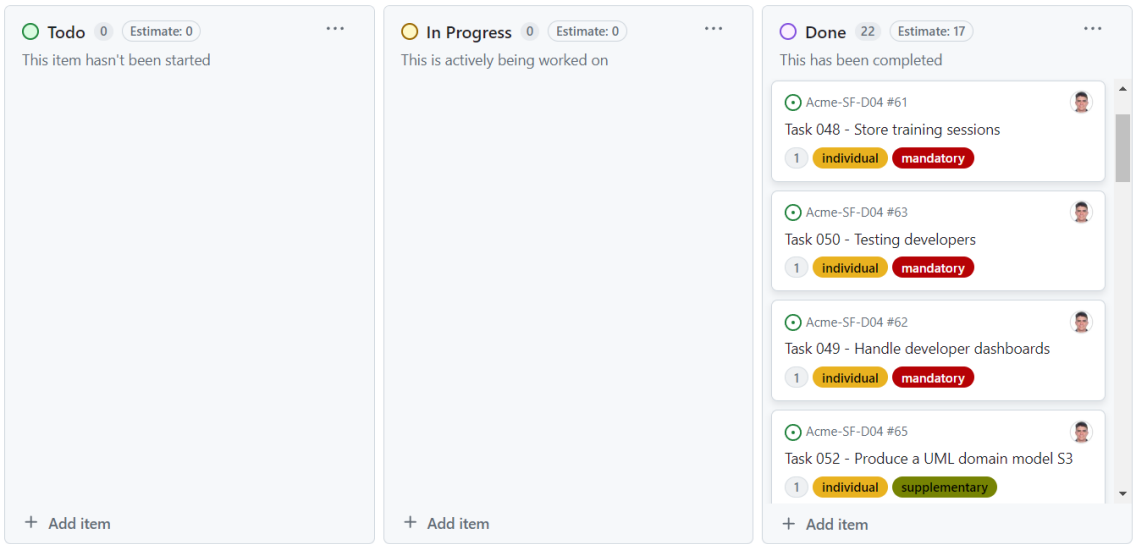 Todo 0 Estimate: 0 ...
This item hasn't been started
+ Add item
In Progress 0 Estimate: 0 ...
This is actively being worked on
+ Add item
Done 22 Estimate: 17 ...
This has been completed
Acme-SF-D04 #61
Task 048 - Store training sessions
1 individual mandatory
Acme-SF-D04 #63
Task 050 - Testing developers
1 individual mandatory
Acme-SF-D04 #62
Task 049 - Handle developer dashboards
1 individual mandatory
Acme-SF-D04 #65
Task 052 - Produce a UML domain model S3
1 individual supplementary
+ Add item